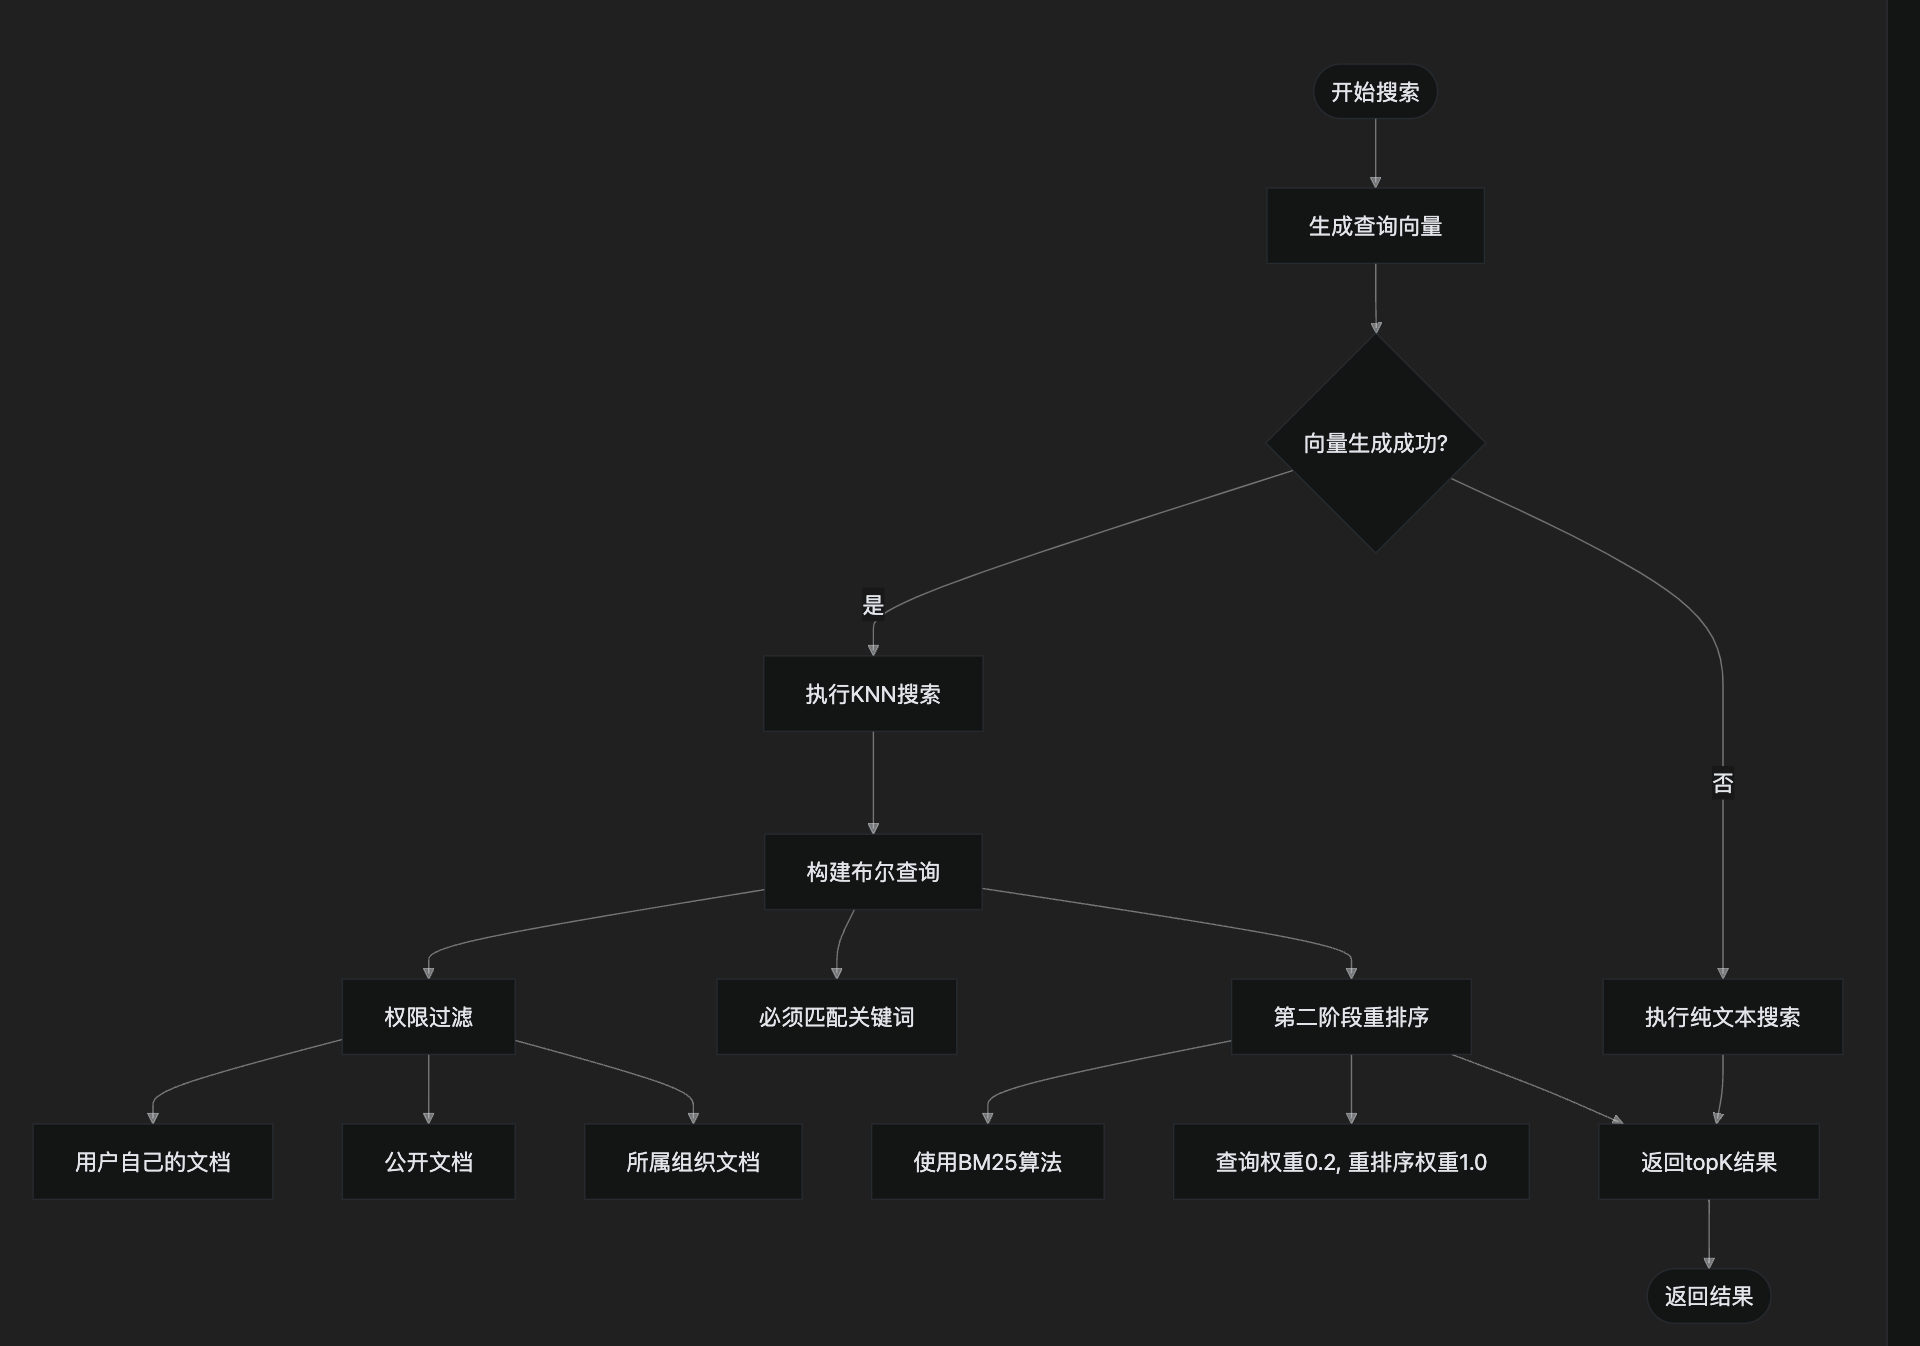 开始搜索
生成查询向量
向量生成成功?
是
执行KNN搜索
否
构建布尔查询
权限过滤
必须匹配关键词
第二阶段重排序
执行纯文本搜索
用户自己的文档
公开文档
所属组织文档
使用BM25算法
查询权重0.2, 重排序权重1.0
返回topK结果
返回结果